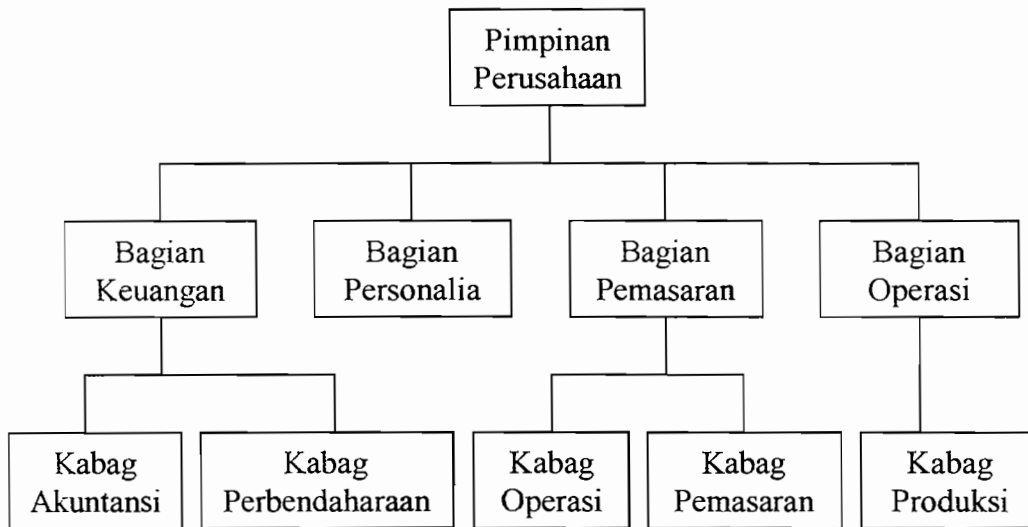 Pimpinan
Perusahaan
Bagian
Keuangan
Bagian
Personalia
Bagian
Pemasaran
Bagian
Operasi
Kabag
Akuntansi
Kabag
Perbendaharaan
Kabag
Operasi
Kabag
Pemasaran
Kabag
Produksi